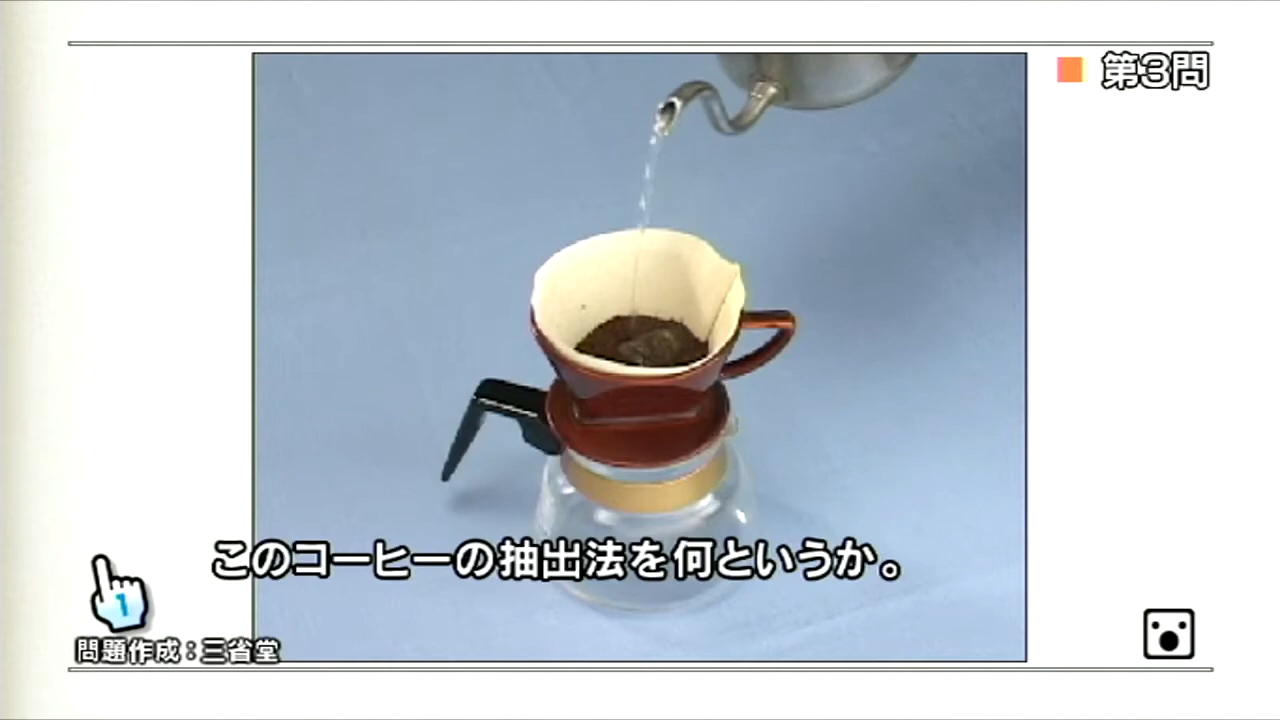 第3問
このコーヒーの抽出法を何というか。
1
問題作成：三省堂